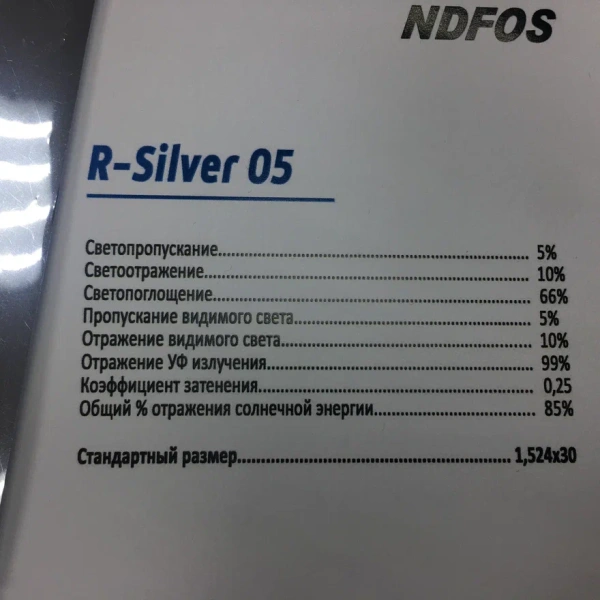 NDFOS
R-Silver 05
Светопропускание........................................................................ 5%
Светоотражение........................................................................... 10%
Светопоглощение......................................................................... 66%
Пропускание видимого света...................................................... 5%
Отражение видимого света......................................................... 10%
Отражение УФ излучения............................................................ 99%
Коэффициент затенения.............................................................. 0,25
Общий % отражения солнечной энергии.................................... 85%
Стандартный размер............................................................ 1,524х30